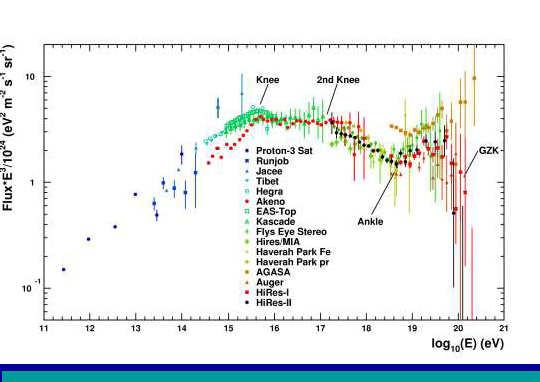 Flux*E³/10²⁴ (eV² m⁻² s⁻¹ sr⁻¹)
10
1
10⁻¹
Knee
2nd Knee
GZK
Ankle
Proton-3 Sat
Runjob
Jacee
Tibet
Hegra
Akeno
EAS-Top
Kascade
Flys Eye Stereo
Hires/MIA
Haverah Park Fe
Haverah Park pr
AGASA
Auger
HiRes-I
HiRes-II
11 12 13 14 15 16 17 18 19 20 21
log₁₀(E) (eV)